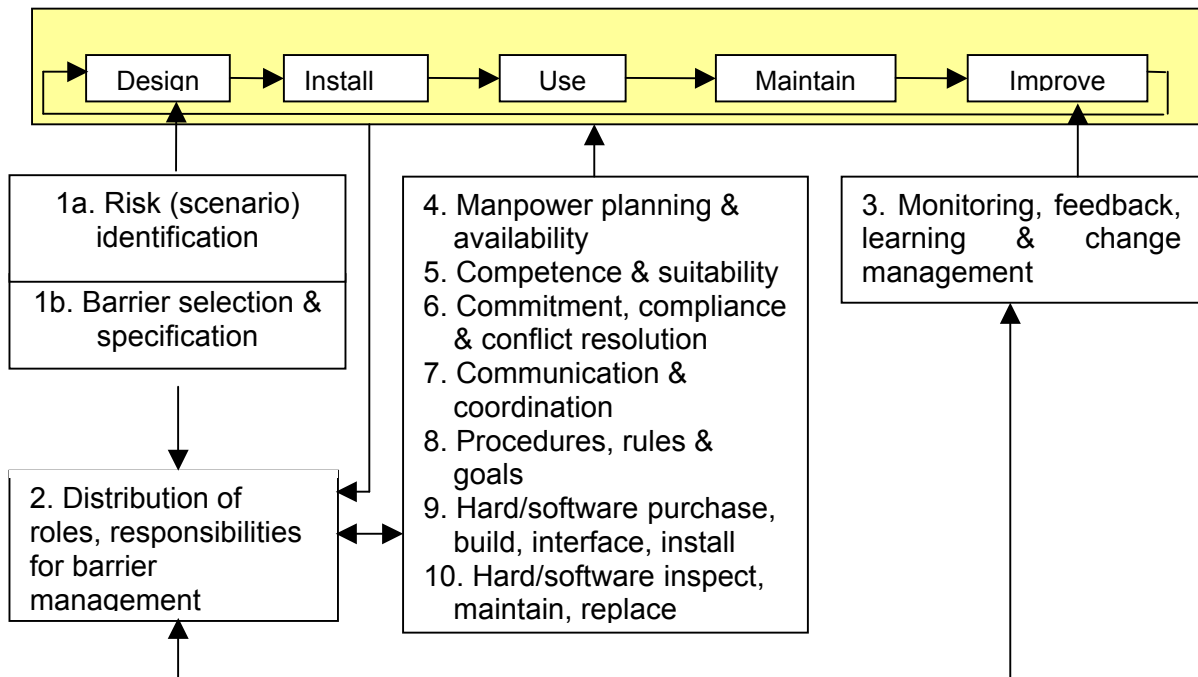 Design
Install
Use
Maintain
Improve
1a. Risk (scenario)
identification
1b. Barrier selection &
specification
2. Distribution of
roles, responsibilities
for barrier
management
4. Manpower planning &
availability
5. Competence & suitability
6. Commitment, compliance
& conflict resolution
7. Communication &
coordination
8. Procedures, rules &
goals
9. Hard/software purchase,
build, interface, install
10. Hard/software inspect,
maintain, replace
3. Monitoring, feedback,
learning & change
management